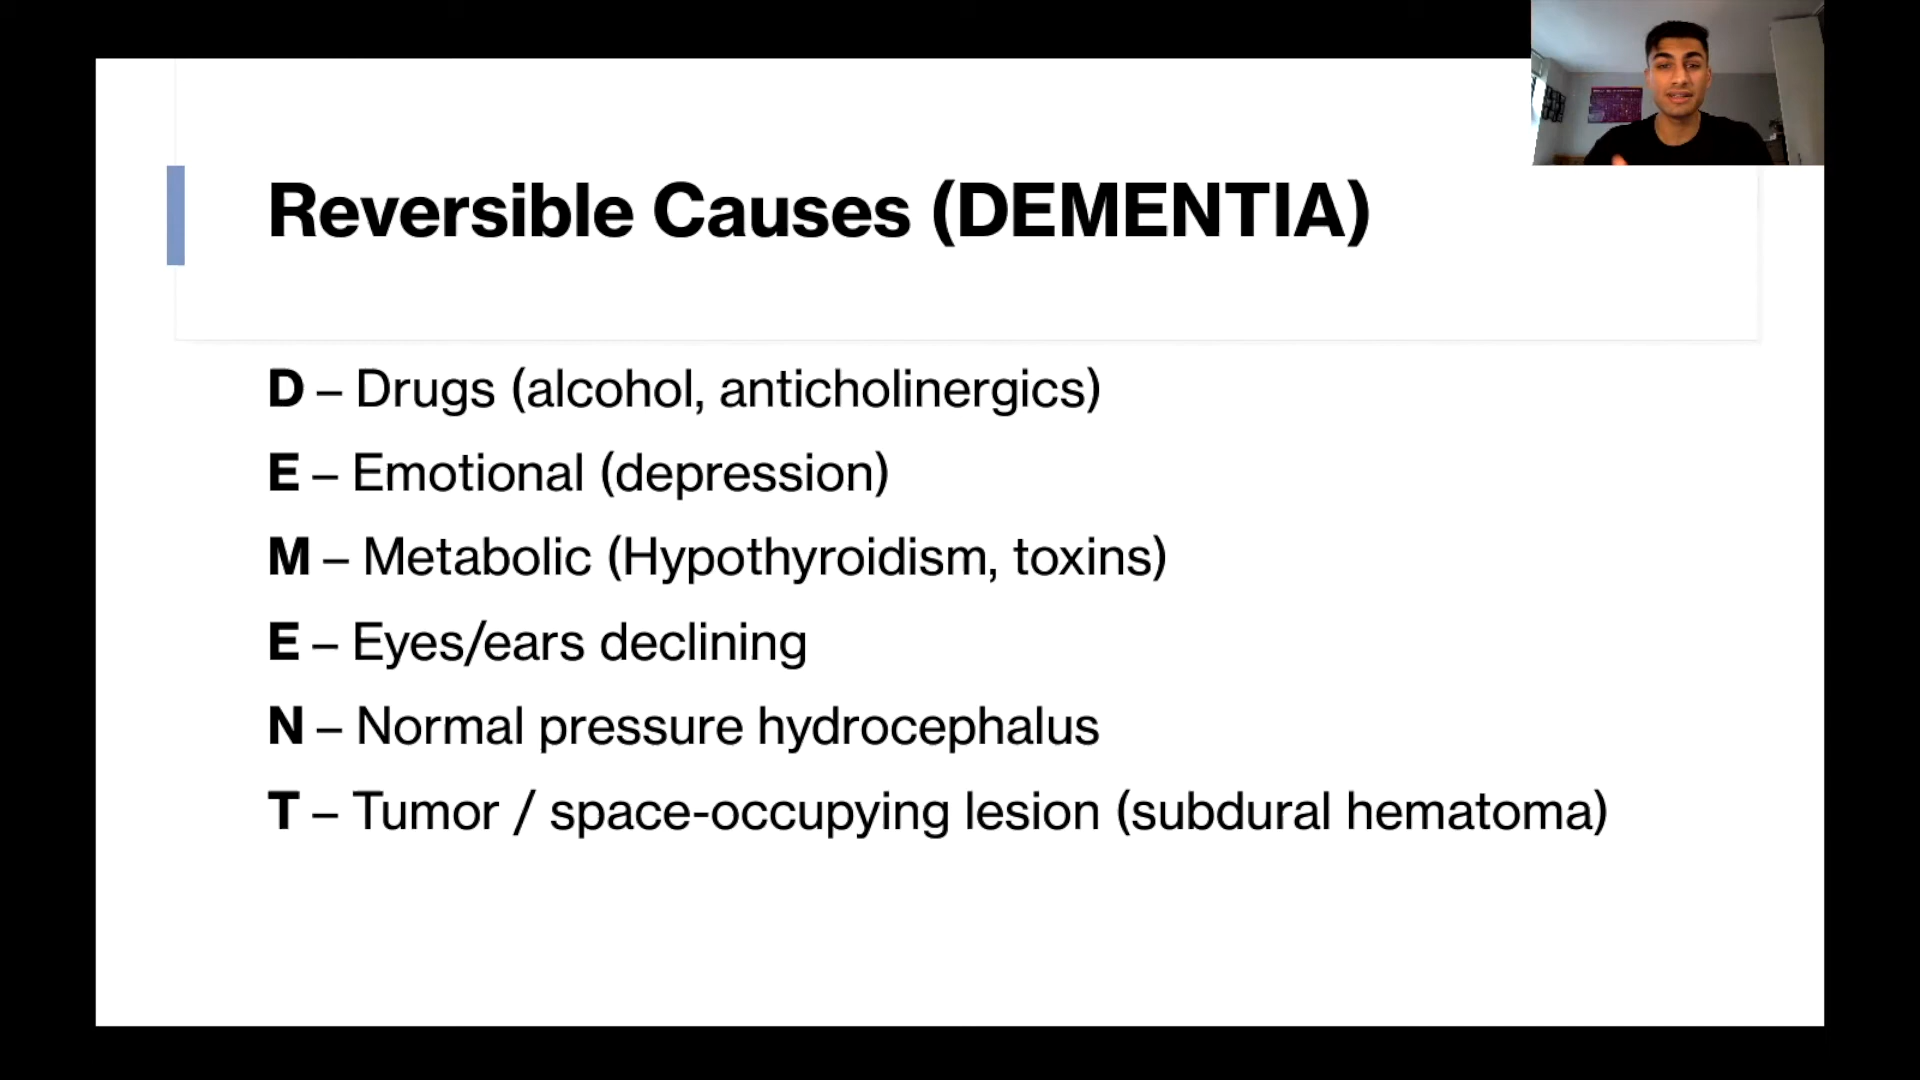 Reversible Causes (DEMENTIA)
D – Drugs (alcohol, anticholinergics)
E – Emotional (depression)
M – Metabolic (Hypothyroidism, toxins)
E – Eyes/ears declining
N – Normal pressure hydrocephalus
T – Tumor / space-occupying lesion (subdural hematoma)